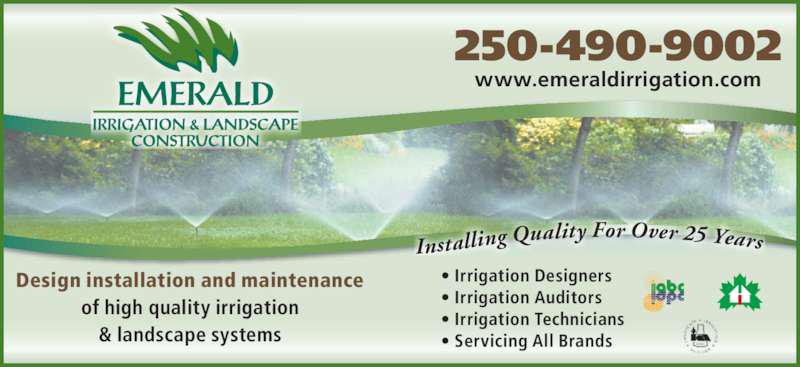 EMERALD
IRRIGATION & LANDSCAPE
CONSTRUCTION
250-490-9002
www.emeraldirrigation.com
Installing Quality For Over 25 Years
Design installation and maintenance
of high quality irrigation
& landscape systems
• Irrigation Designers
• Irrigation Auditors
• Irrigation Technicians
• Servicing All Brands
iabc